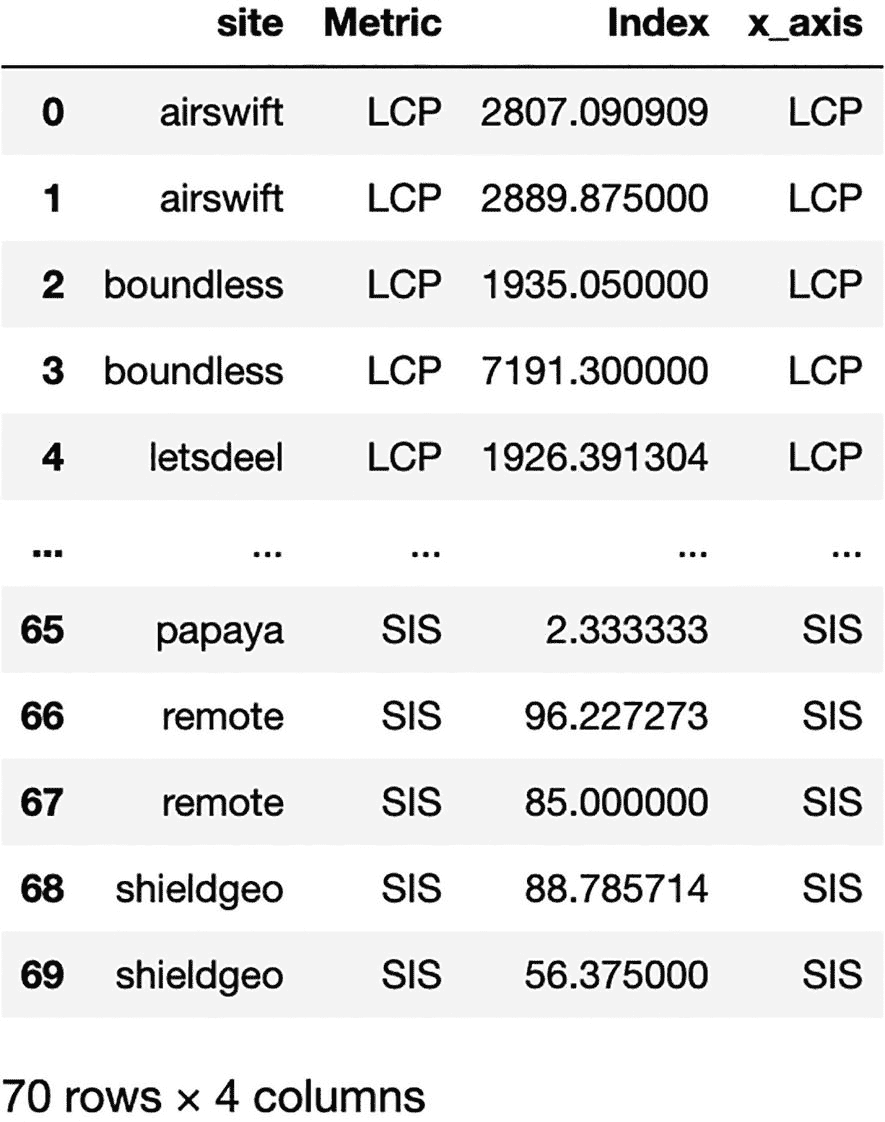 site Metric Index x_axis
0 airswift LCP 2807.090909 LCP
1 airswift LCP 2889.875000 LCP
2 boundless LCP 1935.050000 LCP
3 boundless LCP 7191.300000 LCP
4 letsdeel LCP 1926.391304 LCP
... ... ... ... ...
65 papaya SIS 2.333333 SIS
66 remote SIS 96.227273 SIS
67 remote SIS 85.000000 SIS
68 shieldgeo SIS 88.785714 SIS
69 shieldgeo SIS 56.375000 SIS
70 rows × 4 columns